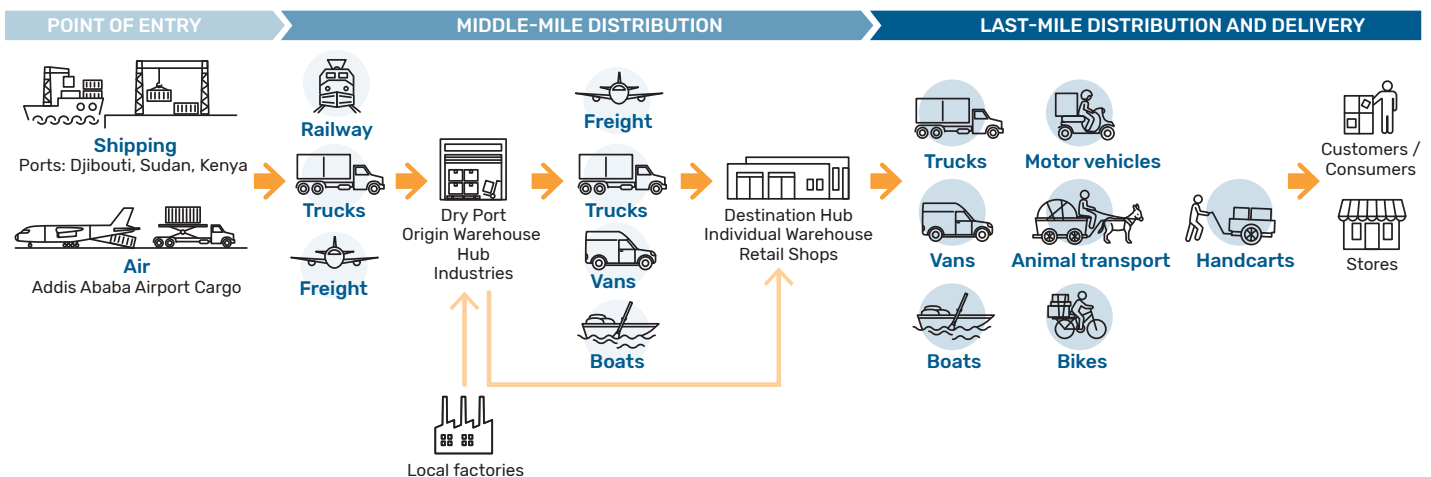 POINT OF ENTRY
MIDDLE-MILE DISTRIBUTION
LAST-MILE DISTRIBUTION AND DELIVERY
Shipping
Ports: Djibouti, Sudan, Kenya
Air
Addis Ababa Airport Cargo
Railway
Trucks
Freight
Dry Port
Origin Warehouse
Hub
Industries
Local factories
Freight
Trucks
Vans
Boats
Destination Hub
Individual Warehouse
Retail Shops
Trucks
Motor vehicles
Vans
Animal transport
Handcarts
Boats
Bikes
Customers /
Consumers
Stores